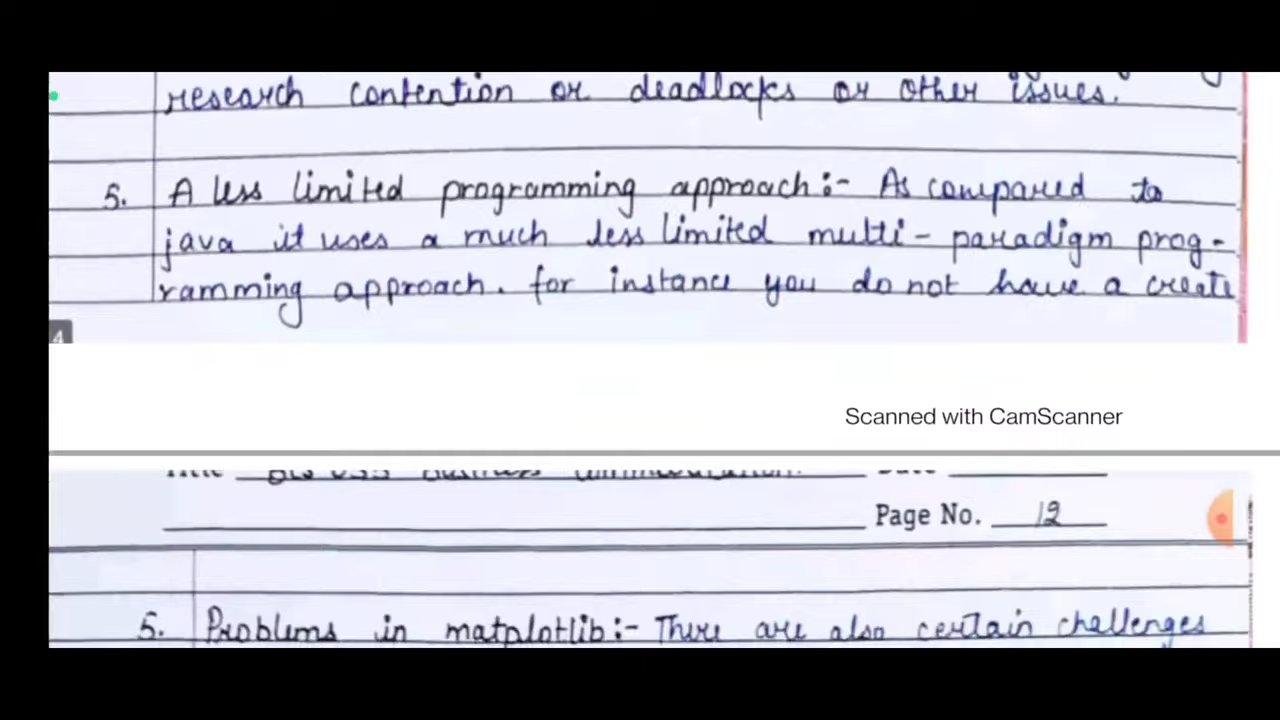 research contention or deadlocks or other issues.
5. A less limited programming approach:- As compared to
java it uses a much less limited multi-paradigm prog-
ramming approach. for instance you do not have a create
4
Scanned with CamScanner
Page No. 12
5. Problems in matplotlib:- There are also certain challenges